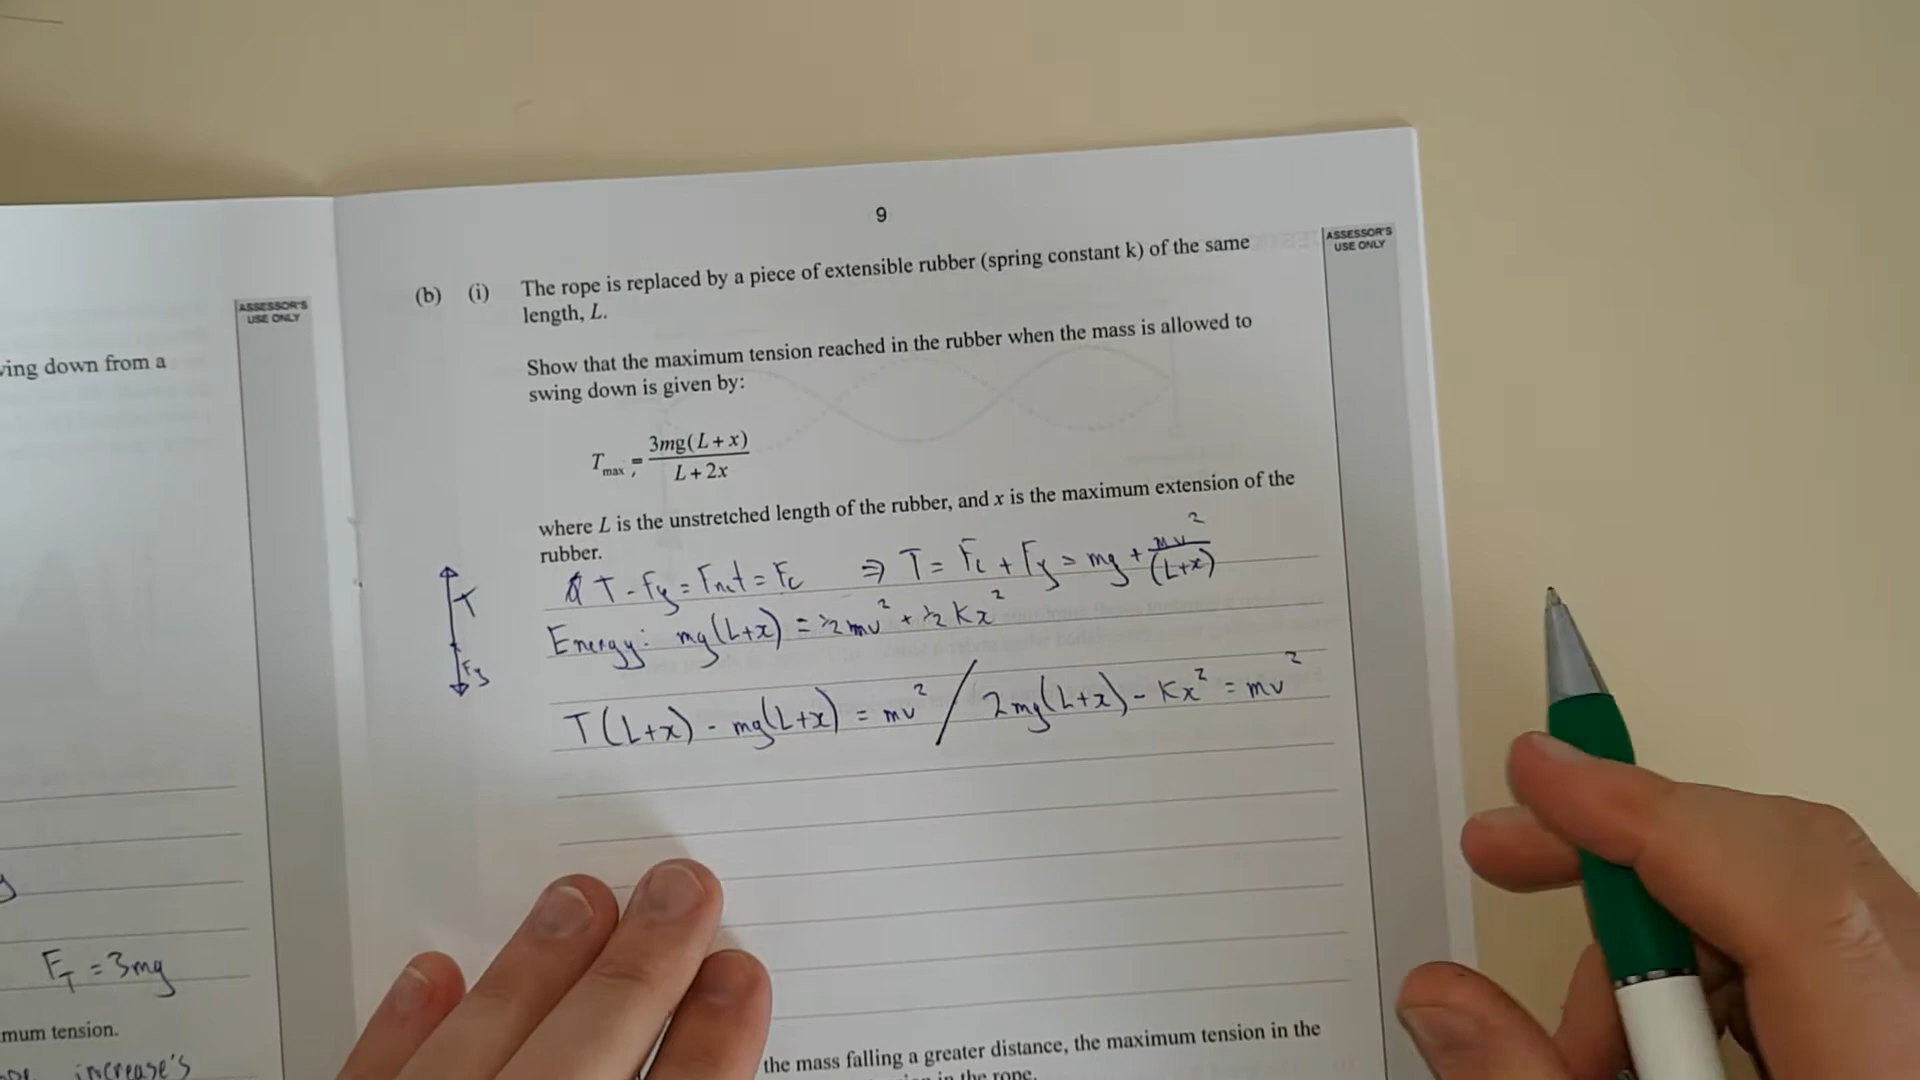 ving down from a
ASSESSOR'S
USE ONLY
E_T = 3mg
mum tension.
increase's
9
ASSESSOR'S
USE ONLY
(b) (i) The rope is replaced by a piece of extensible rubber (spring constant k) of the same
length, L.
Show that the maximum tension reached in the rubber when the mass is allowed to
swing down is given by:
T_max = 3mg(L + x) / L + 2x
where L is the unstretched length of the rubber, and x is the maximum extension of the
rubber.
T
Fg
T - Fg = Fnet = Fc ⇒ T = Fc + Fg = mg + mv² / (L+x)
Energy: mg(L+x) = ½mv² + ½Kx²
T(L+x) - mg(L+x) = mv² / 2mg(L+x) - Kx² = mv²
the mass falling a greater distance, the maximum tension in the
in the rope.